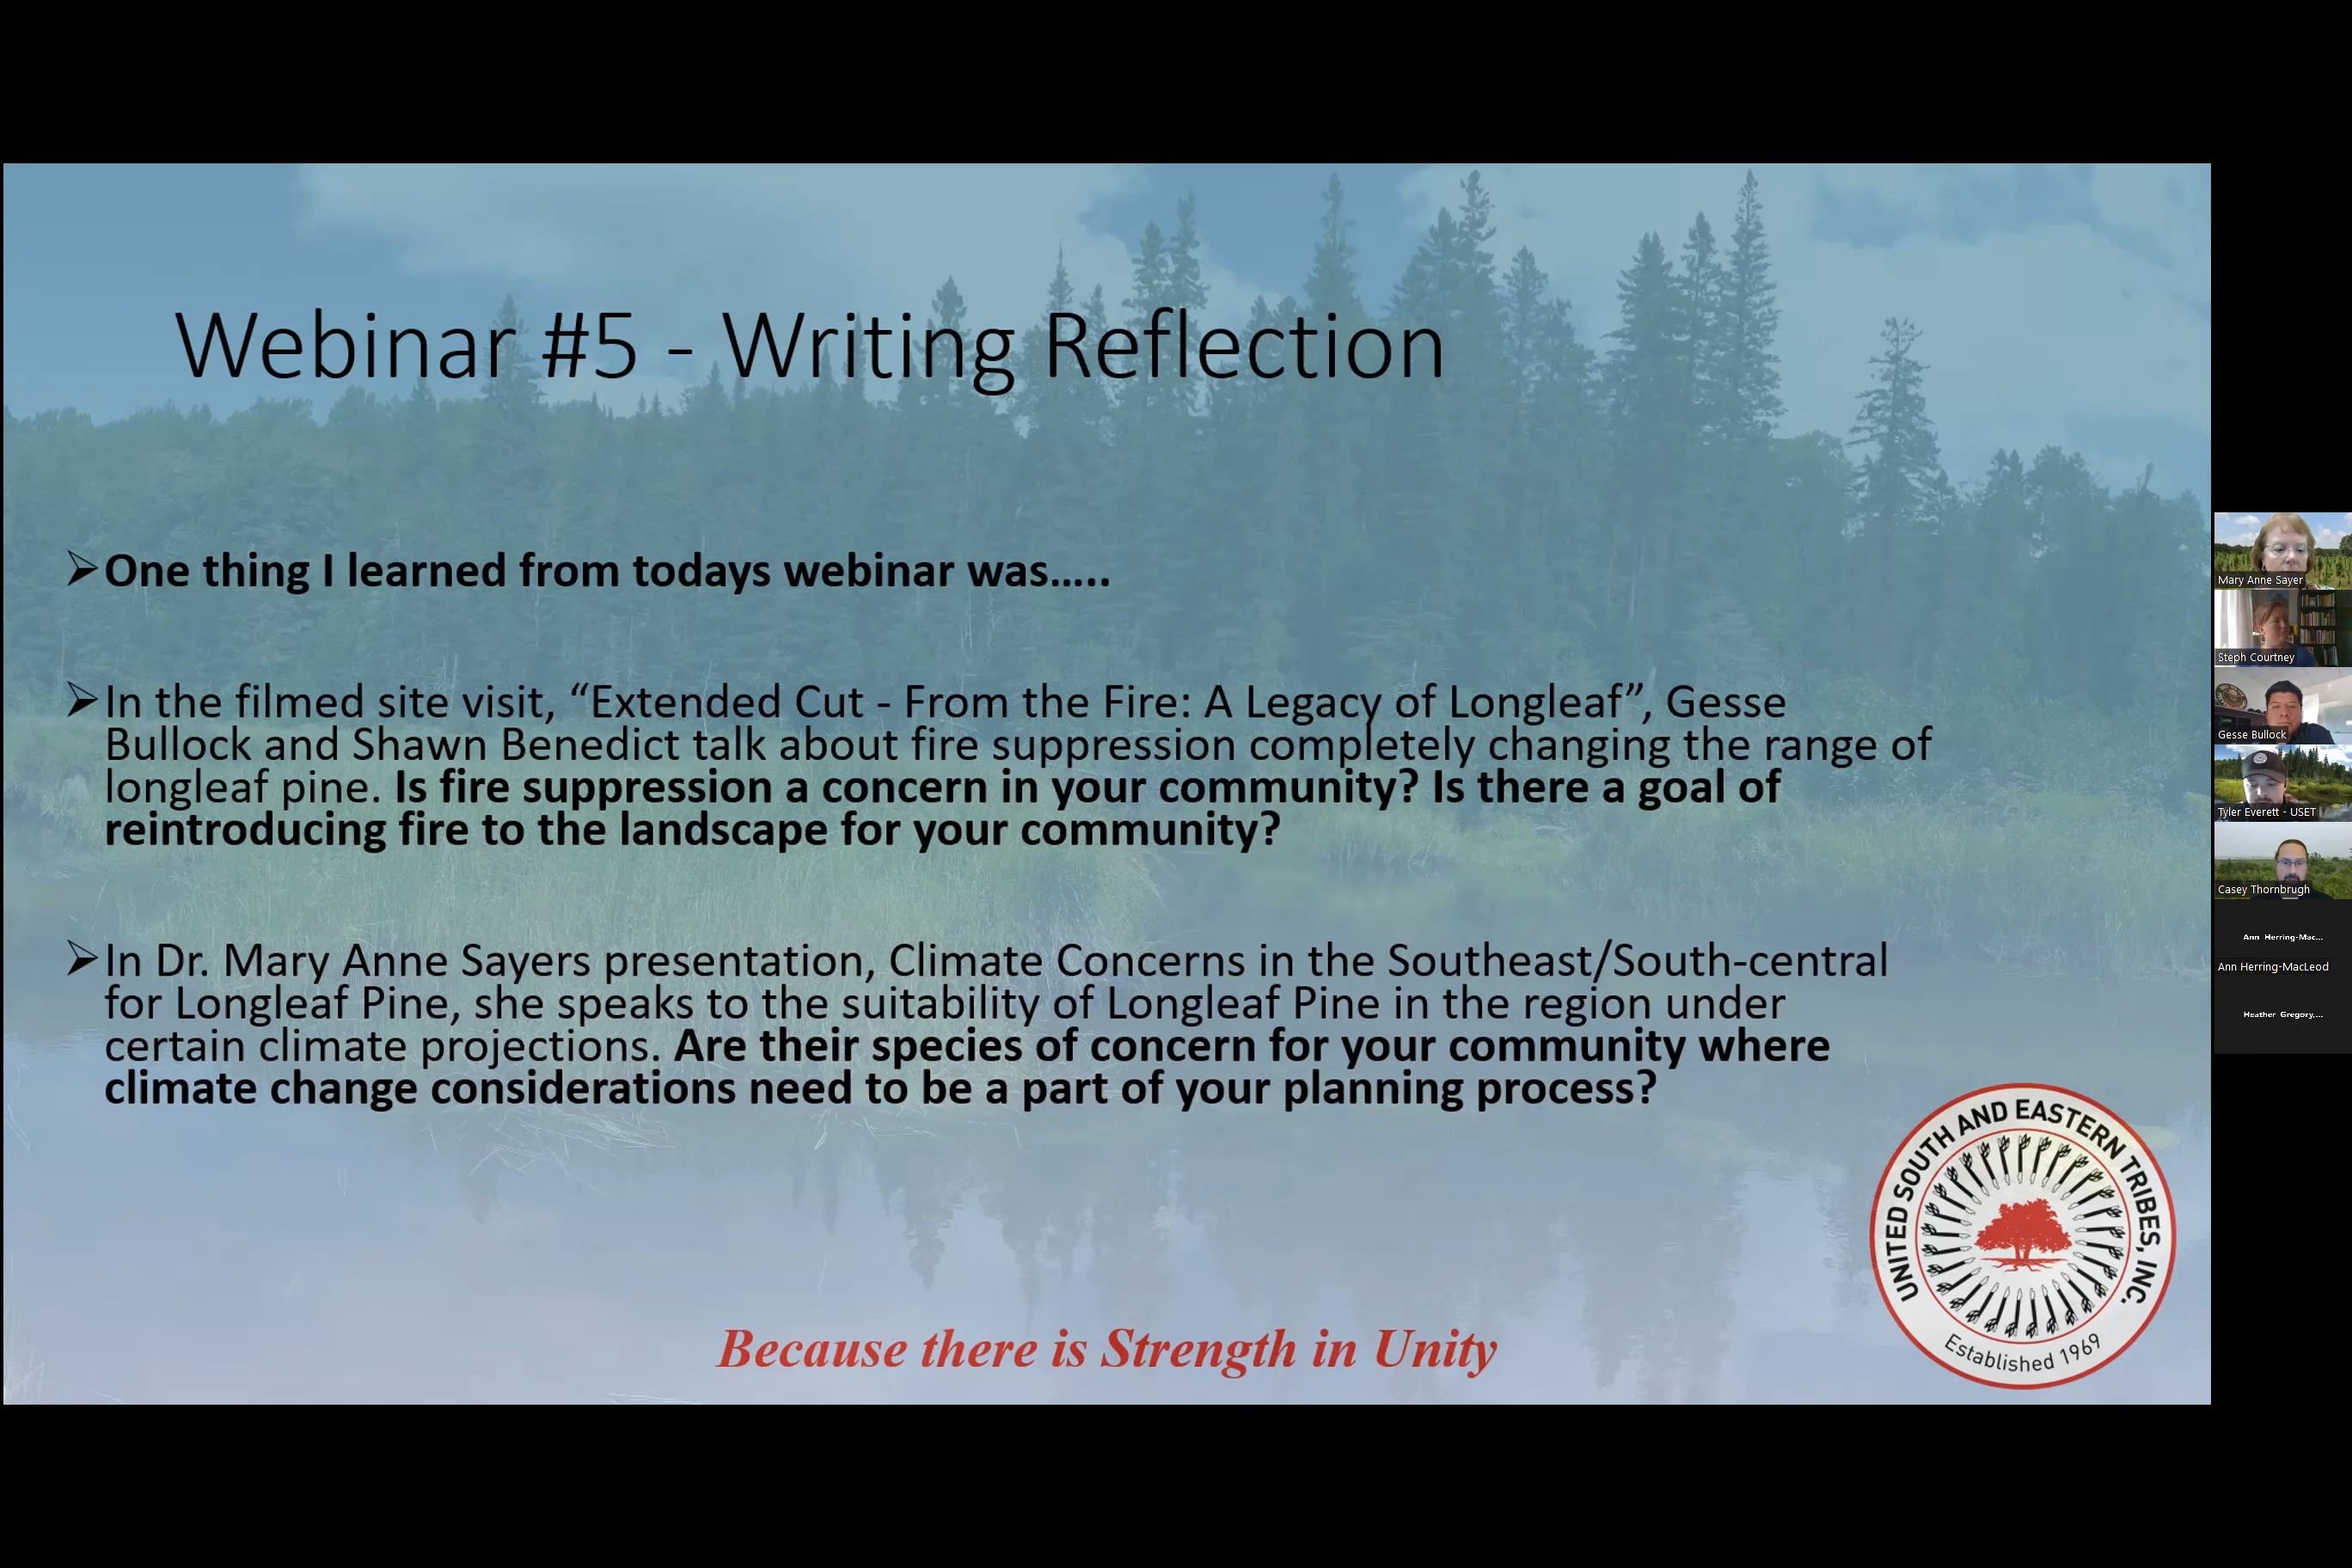 Webinar #5 - Writing Reflection
One thing I learned from todays webinar was.....
In the filmed site visit, “Extended Cut - From the Fire: A Legacy of Longleaf”, Gesse
Bullock and Shawn Benedict talk about fire suppression completely changing the range of
longleaf pine. Is fire suppression a concern in your community? Is there a goal of
reintroducing fire to the landscape for your community?
In Dr. Mary Anne Sayers presentation, Climate Concerns in the Southeast/South-central
for Longleaf Pine, she speaks to the suitability of Longleaf Pine in the region under
certain climate projections. Are their species of concern for your community where
climate change considerations need to be a part of your planning process?
UNITED SOUTH AND EASTERN TRIBES, INC.
Established 1969
Because there is Strength in Unity
Mary Anne Sayer
Steph Courtney
Gesse Bullock
Tyler Everett - USET
Casey Thornbrugh
Ann Herring-Mac...
Ann Herring-MacLeod
Heather Gregory,...